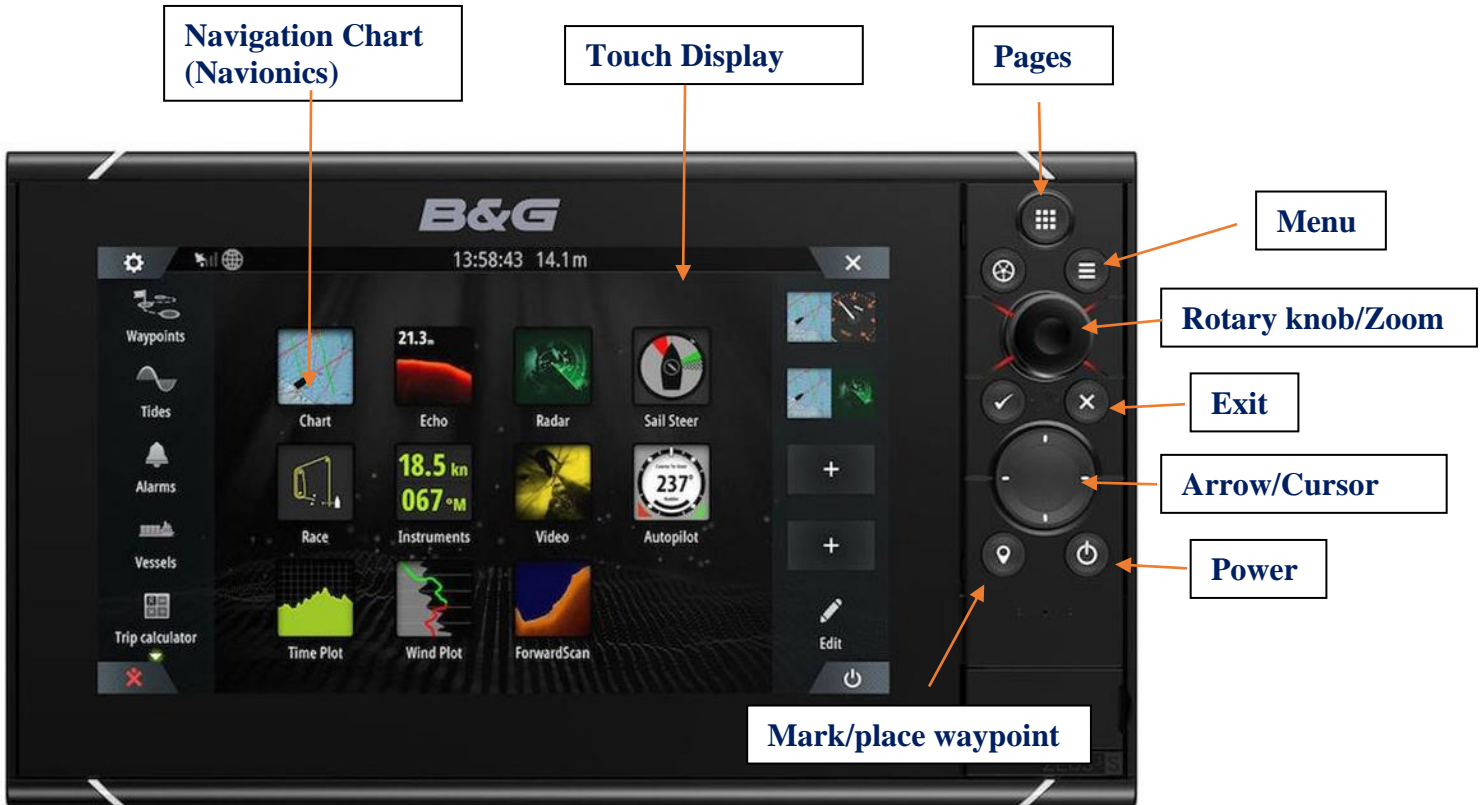 Navigation Chart
(Navionics)
Touch Display
Pages
Menu
Rotary knob/Zoom
Exit
Arrow/Cursor
Power
Mark/place waypoint
B&G
13:58:43 14.1 m
Waypoints
Tides
Alarms
Vessels
Trip calculator
Chart
21.3
Echo
Radar
Sail Steer
Race
18.5 kn
067 °M
Instruments
Video
237°
Autopilot
Time Plot
Wind Plot
ForwardScan
Edit